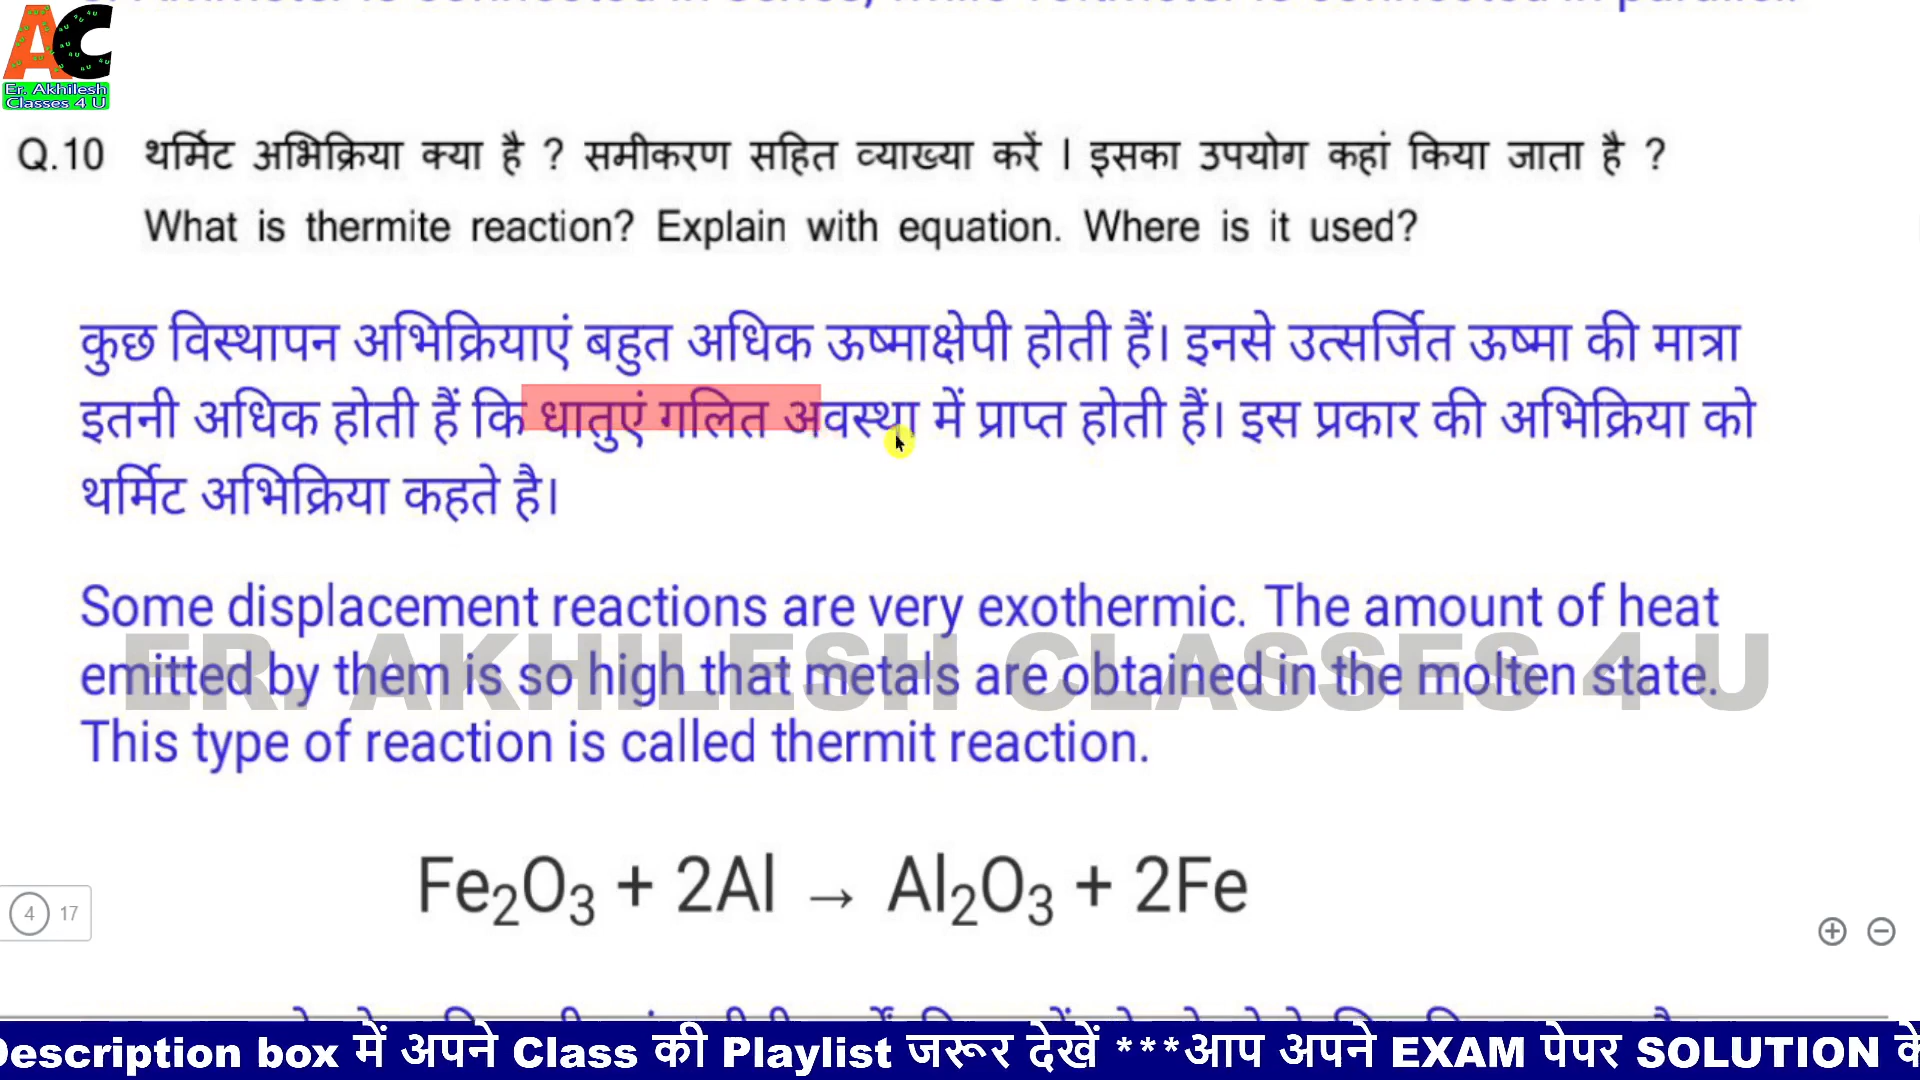 AC
Er. Akhilesh
Classes 4 U
Q.10 थर्मिट अभिक्रिया क्या है ? समीकरण सहित व्याख्या करें । इसका उपयोग कहां किया जाता है ?
What is thermite reaction? Explain with equation. Where is it used?
कुछ विस्थापन अभिक्रियाएं बहुत अधिक ऊष्माक्षेपी होती हैं। इनसे उत्सर्जित ऊष्मा की मात्रा
इतनी अधिक होती हैं कि धातुएं गलित अवस्था में प्राप्त होती हैं। इस प्रकार की अभिक्रिया को
थर्मिट अभिक्रिया कहते है।
Some displacement reactions are very exothermic. The amount of heat
ER. AKHILESH CLASSES 4 U
emitted by them is so high that metals are obtained in the molten state.
This type of reaction is called thermit reaction.
Fe₂O₃ + 2Al → Al₂O₃ + 2Fe
4 17
Description box में अपने Class की Playlist जरूर देखें ***आप अपने EXAM पेपर SOLUTION के